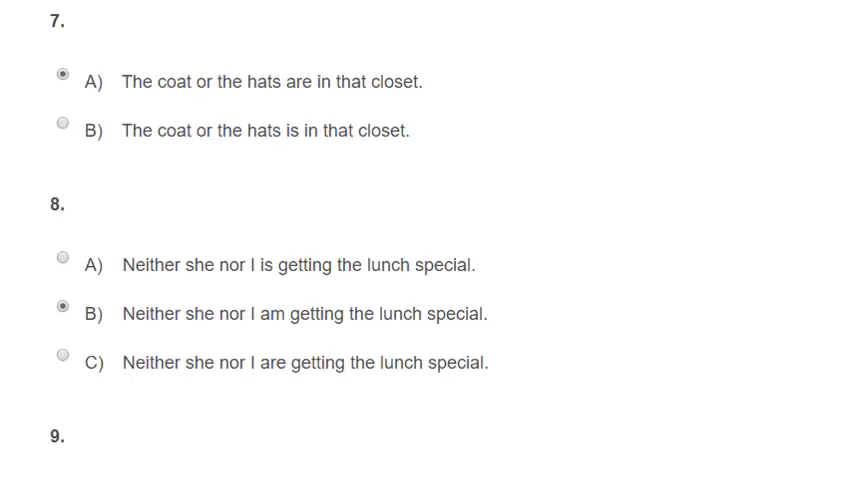 7.
A) The coat or the hats are in that closet.
B) The coat or the hats is in that closet.
8.
A) Neither she nor I is getting the lunch special.
B) Neither she nor I am getting the lunch special.
C) Neither she nor I are getting the lunch special.
9.